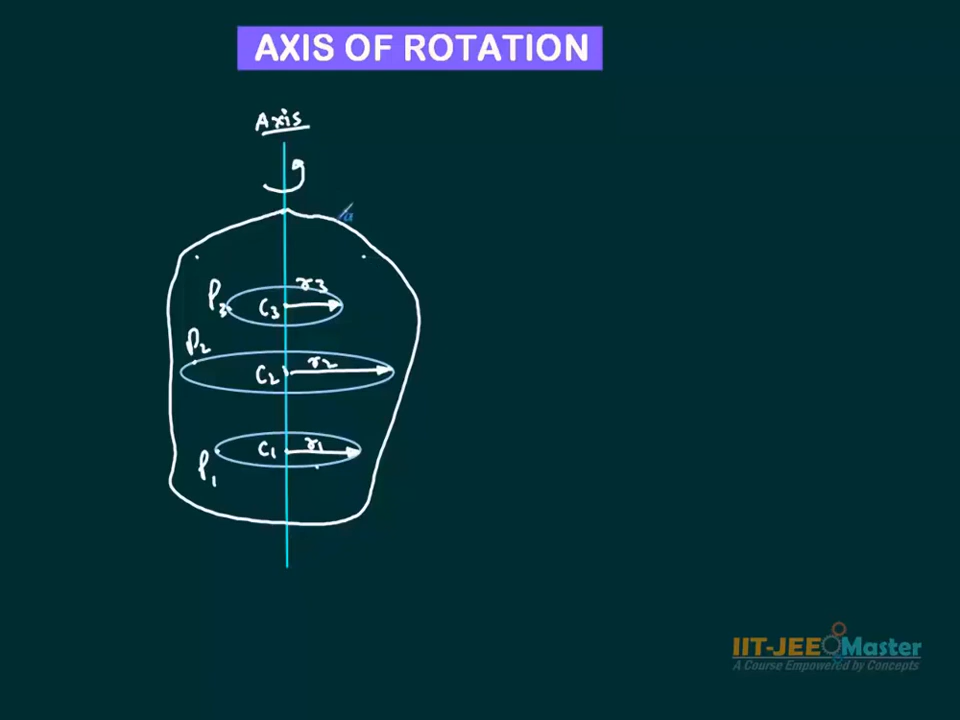 AXIS OF ROTATION
Axis
P3 C3 r3
P2 C2 r2
P1 C1 r1
IIT-JEE Master
A Course Empowered by Concepts